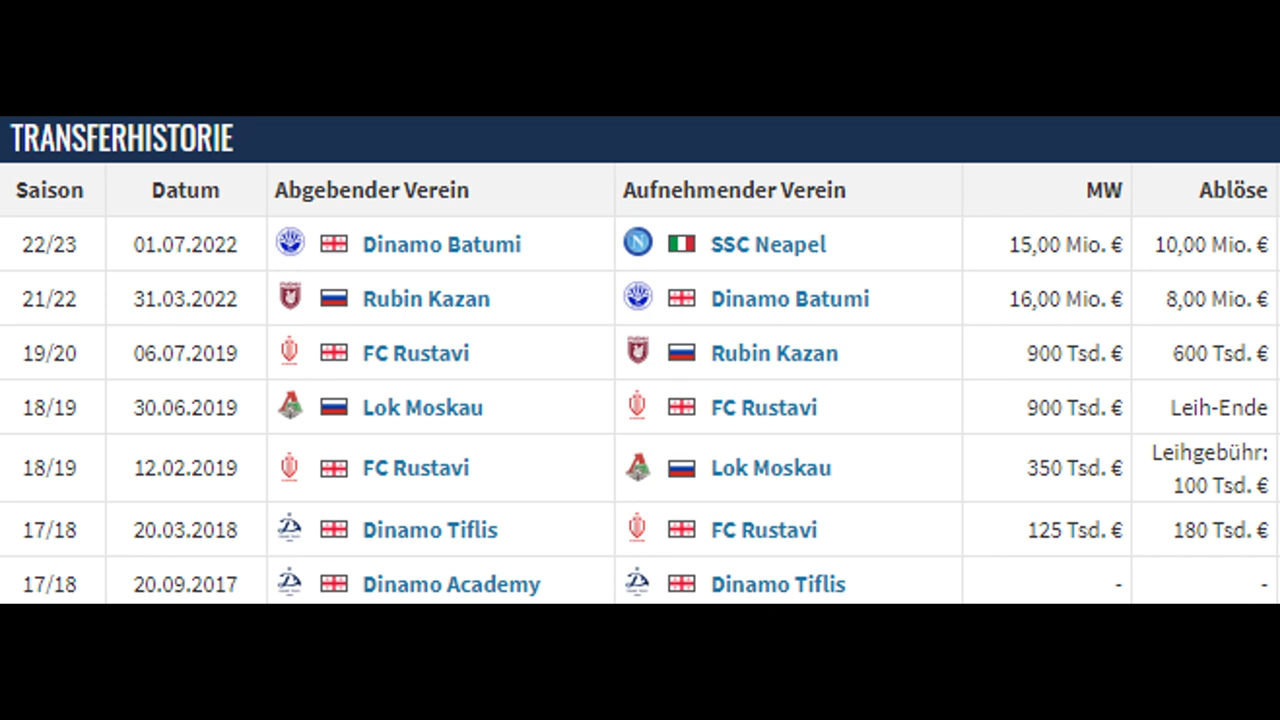 TRANSFERHISTORIE
Saison Datum Abgebender Verein Aufnehmender Verein MW Ablöse
22/23 01.07.2022 Dinamo Batumi SSC Neapel 15,00 Mio. € 10,00 Mio. €
21/22 31.03.2022 Rubin Kazan Dinamo Batumi 16,00 Mio. € 8,00 Mio. €
19/20 06.07.2019 FC Rustavi Rubin Kazan 900 Tsd. € 600 Tsd. €
18/19 30.06.2019 Lok Moskau FC Rustavi 900 Tsd. € Leih-Ende
18/19 12.02.2019 FC Rustavi Lok Moskau 350 Tsd. € Leihgebühr:
100 Tsd. €
17/18 20.03.2018 Dinamo Tiflis FC Rustavi 125 Tsd. € 180 Tsd. €
17/18 20.09.2017 Dinamo Academy Dinamo Tiflis - -